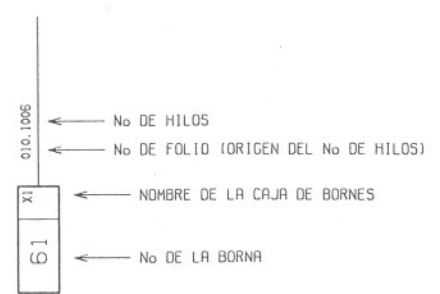 010.1006
No DE HILOS
No DE FOLIO (ORIGEN DEL No DE HILOS)
X1
NOMBRE DE LA CAJA DE BORNES
61
No DE LA BORNA